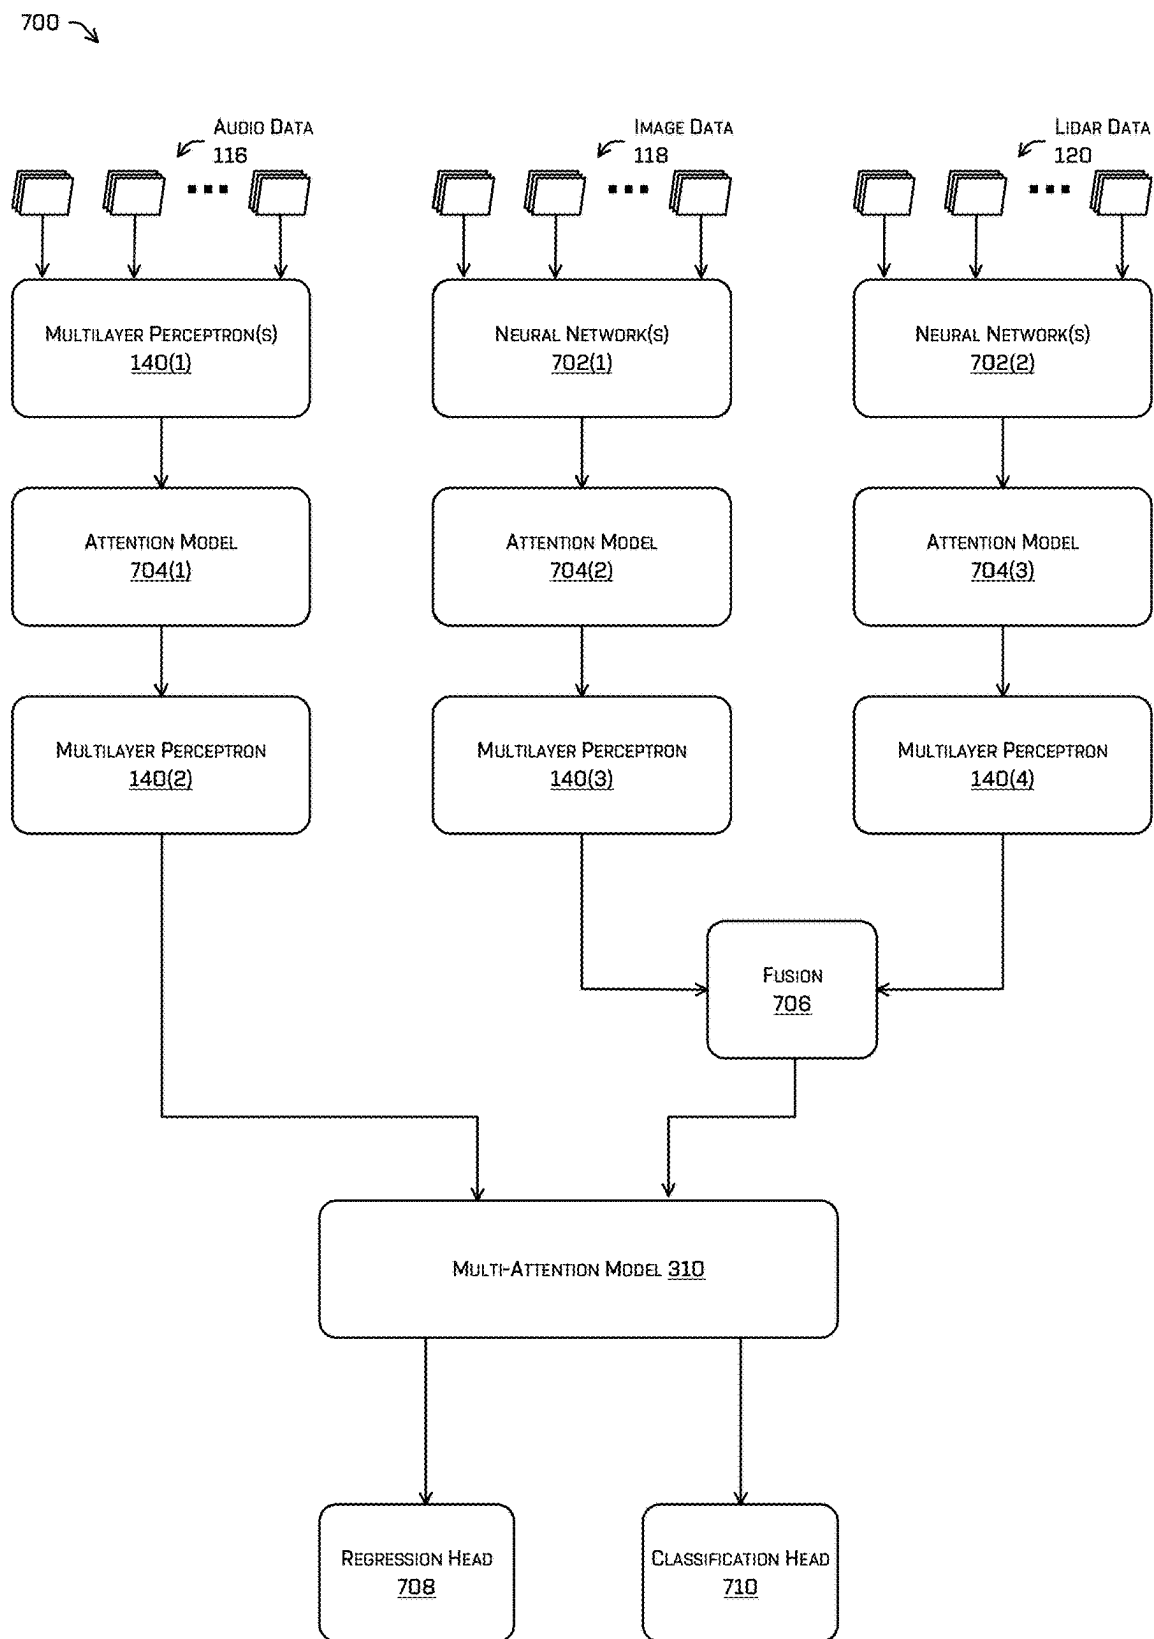 700
Audio Data
116
Image Data
118
Lidar Data
120
Multilayer Perceptron(s)
140(1)
Neural Network(s)
702(1)
Neural Network(s)
702(2)
Attention Model
704(1)
Attention Model
704(2)
Attention Model
704(3)
Multilayer Perceptron
140(2)
Multilayer Perceptron
140(3)
Multilayer Perceptron
140(4)
Fusion
706
Multi-Attention Model 310
Regression Head
708
Classification Head
710